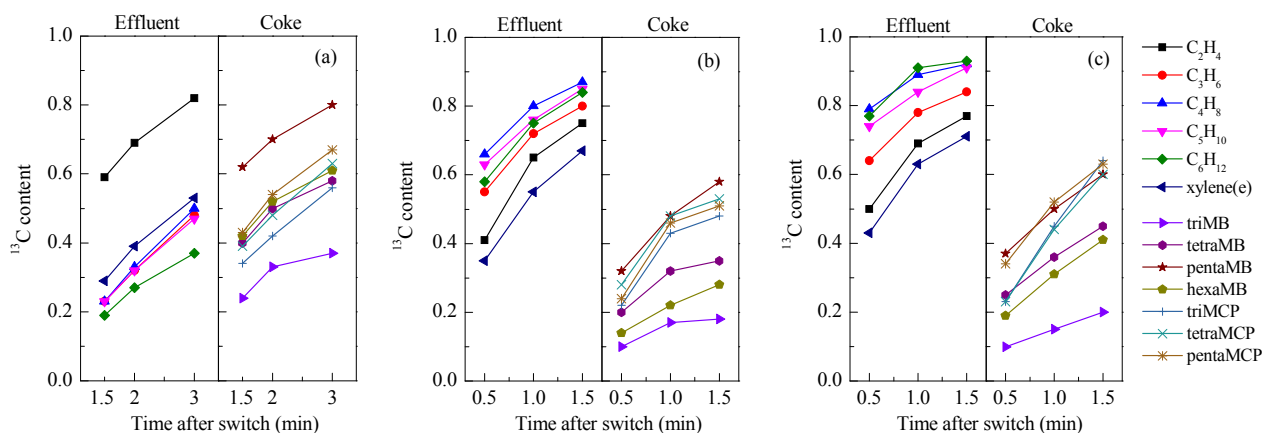 Effluent Coke
(a)
¹³C content
1.0
0.8
0.6
0.4
0.2
0.0
1.5 2 3 1.5 2 3
Time after switch (min)
Effluent Coke
(b)
¹³C content
1.0
0.8
0.6
0.4
0.2
0.0
0.5 1.0 1.5 0.5 1.0 1.5
Time after switch (min)
Effluent Coke
(c)
¹³C content
1.0
0.8
0.6
0.4
0.2
0.0
0.5 1.0 1.5 0.5 1.0 1.5
Time after switch (min)
C₂H₄
C₃H₆
C₄H₈
C₅H₁₀
C₆H₁₂
xylene(e)
triMB
tetraMB
pentaMB
hexaMB
triMCP
tetraMCP
pentaMCP